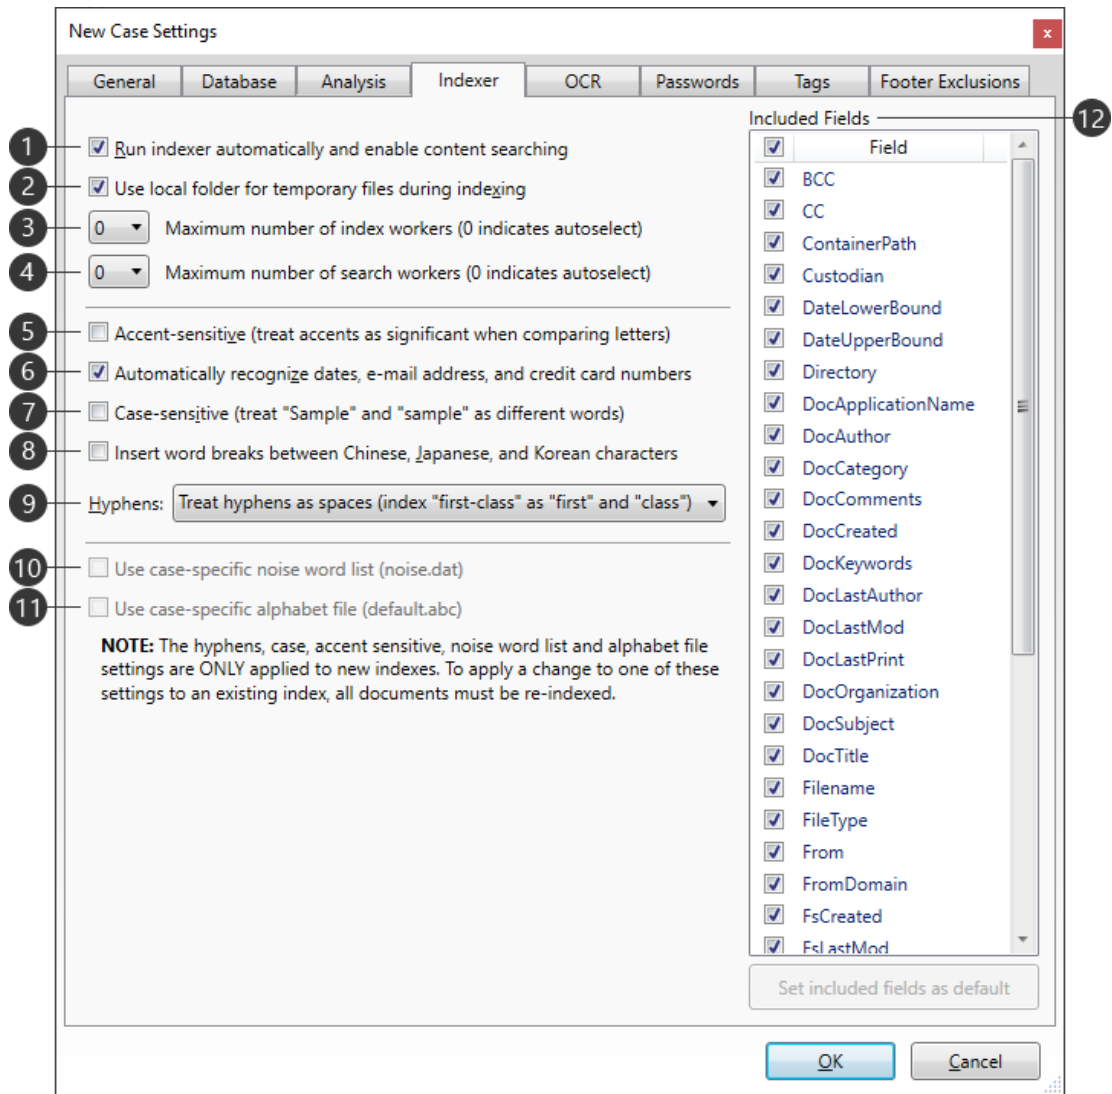 New Case Settings
x
General Database Analysis Indexer OCR Passwords Tags Footer Exclusions
1 Run indexer automatically and enable content searching
2 Use local folder for temporary files during indexing
3 0 Maximum number of index workers (0 indicates autoselect)
4 0 Maximum number of search workers (0 indicates autoselect)
5 Accent-sensitive (treat accents as significant when comparing letters)
6 Automatically recognize dates, e-mail address, and credit card numbers
7 Case-sensitive (treat "Sample" and "sample" as different words)
8 Insert word breaks between Chinese, Japanese, and Korean characters
9 Hyphens: Treat hyphens as spaces (index "first-class" as "first" and "class")
10 Use case-specific noise word list (noise.dat)
11 Use case-specific alphabet file (default.abc)
NOTE: The hyphens, case, accent sensitive, noise word list and alphabet file
settings are ONLY applied to new indexes. To apply a change to one of these
settings to an existing index, all documents must be re-indexed.
Included Fields 12
Field
BCC
CC
ContainerPath
Custodian
DateLowerBound
DateUpperBound
Directory
DocApplicationName
DocAuthor
DocCategory
DocComments
DocCreated
DocKeywords
DocLastAuthor
DocLastMod
DocLastPrint
DocOrganization
DocSubject
DocTitle
Filename
FileType
From
FromDomain
FsCreated
FsLastMod
Set included fields as default
OK Cancel